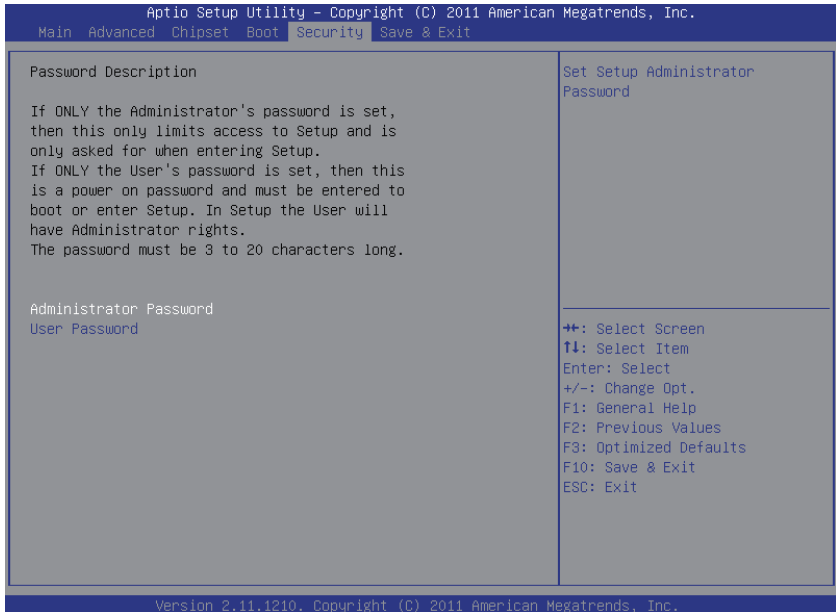 Aptio Setup Utility – Copyright (C) 2011 American Megatrends, Inc.
Main Advanced Chipset Boot Security Save & Exit
Password Description
If ONLY the Administrator's password is set,
then this only limits access to Setup and is
only asked for when entering Setup.
If ONLY the User's password is set, then this
is a power on password and must be entered to
boot or enter Setup. In Setup the User will
have Administrator rights.
The password must be 3 to 20 characters long.
Administrator Password
User Password
Set Setup Administrator
Password
→←: Select Screen
↑↓: Select Item
Enter: Select
+/-: Change Opt.
F1: General Help
F2: Previous Values
F3: Optimized Defaults
F10: Save & Exit
ESC: Exit
Version 2.11.1210. Copyright (C) 2011 American Megatrends, Inc.